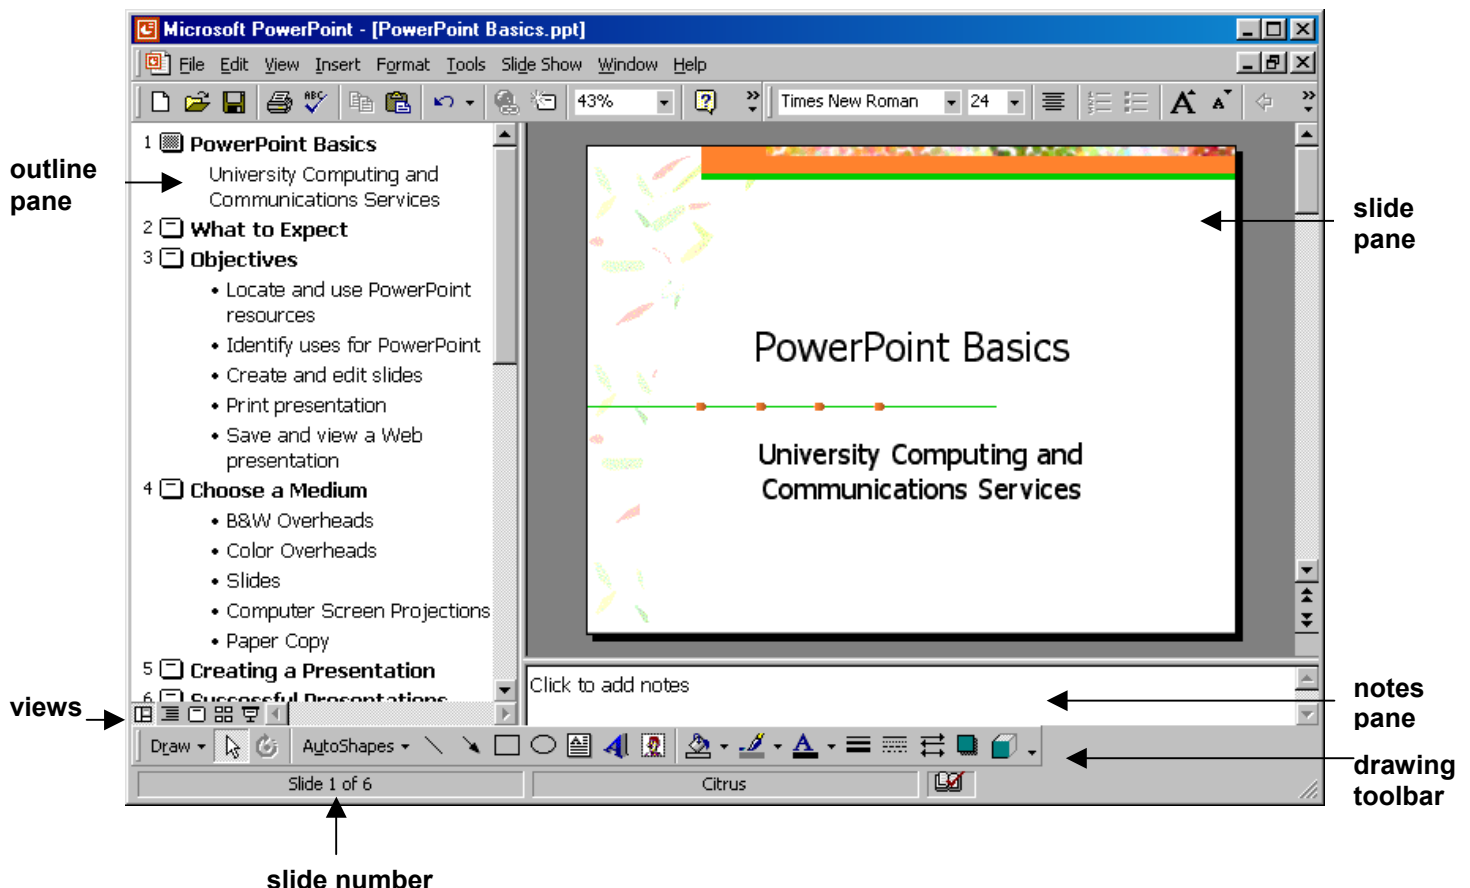 Microsoft PowerPoint - [PowerPoint Basics.ppt]
File Edit View Insert Format Tools Slide Show Window Help
ABC 43% Times New Roman 24 A A
1 PowerPoint Basics
University Computing and
Communications Services
2 What to Expect
3 Objectives
• Locate and use PowerPoint
resources
• Identify uses for PowerPoint
• Create and edit slides
• Print presentation
• Save and view a Web
presentation
4 Choose a Medium
• B&W Overheads
• Color Overheads
• Slides
• Computer Screen Projections
• Paper Copy
5 Creating a Presentation
6 Successful Presentations
PowerPoint Basics
University Computing and
Communications Services
Click to add notes
Draw AutoShapes A A
Slide 1 of 6 Citrus
outline
pane
views
slide number
slide
pane
notes
pane
drawing
toolbar